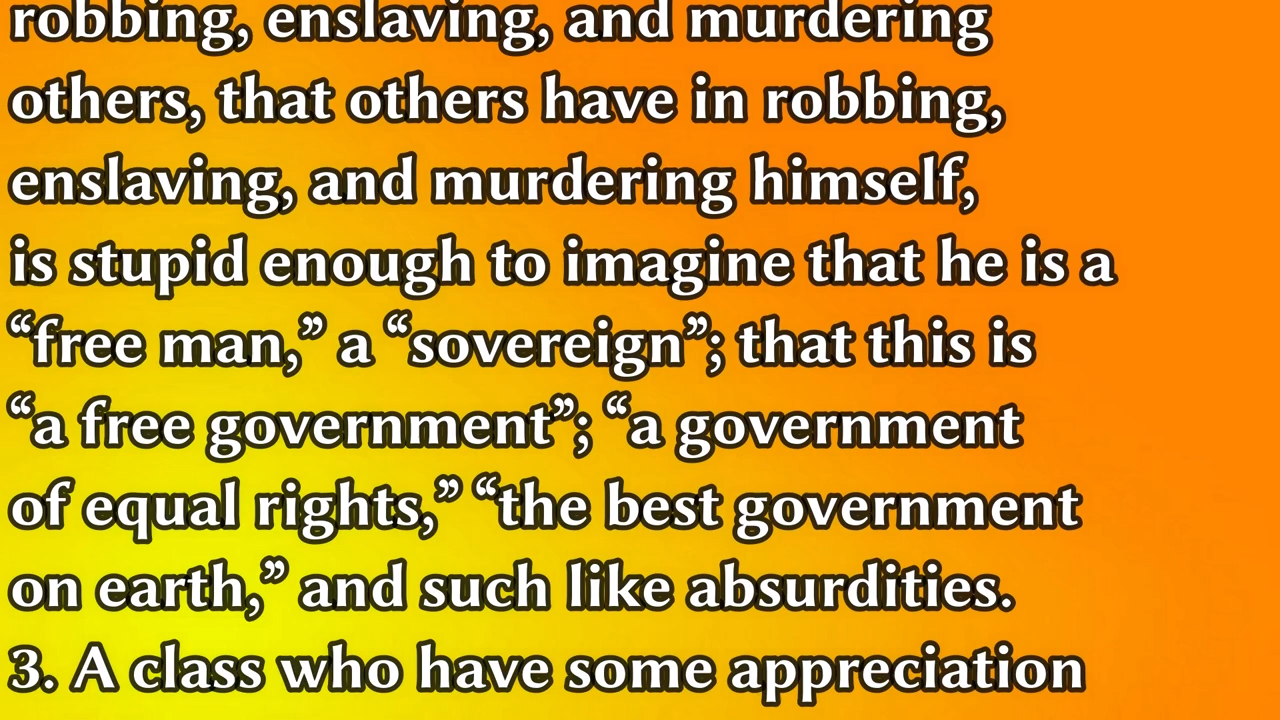 robbing, enslaving, and murdering
others, that others have in robbing,
enslaving, and murdering himself,
is stupid enough to imagine that he is a
“free man,” a “sovereign”; that this is
“a free government”; “a government
of equal rights,” “the best government
on earth,” and such like absurdities.
3. A class who have some appreciation